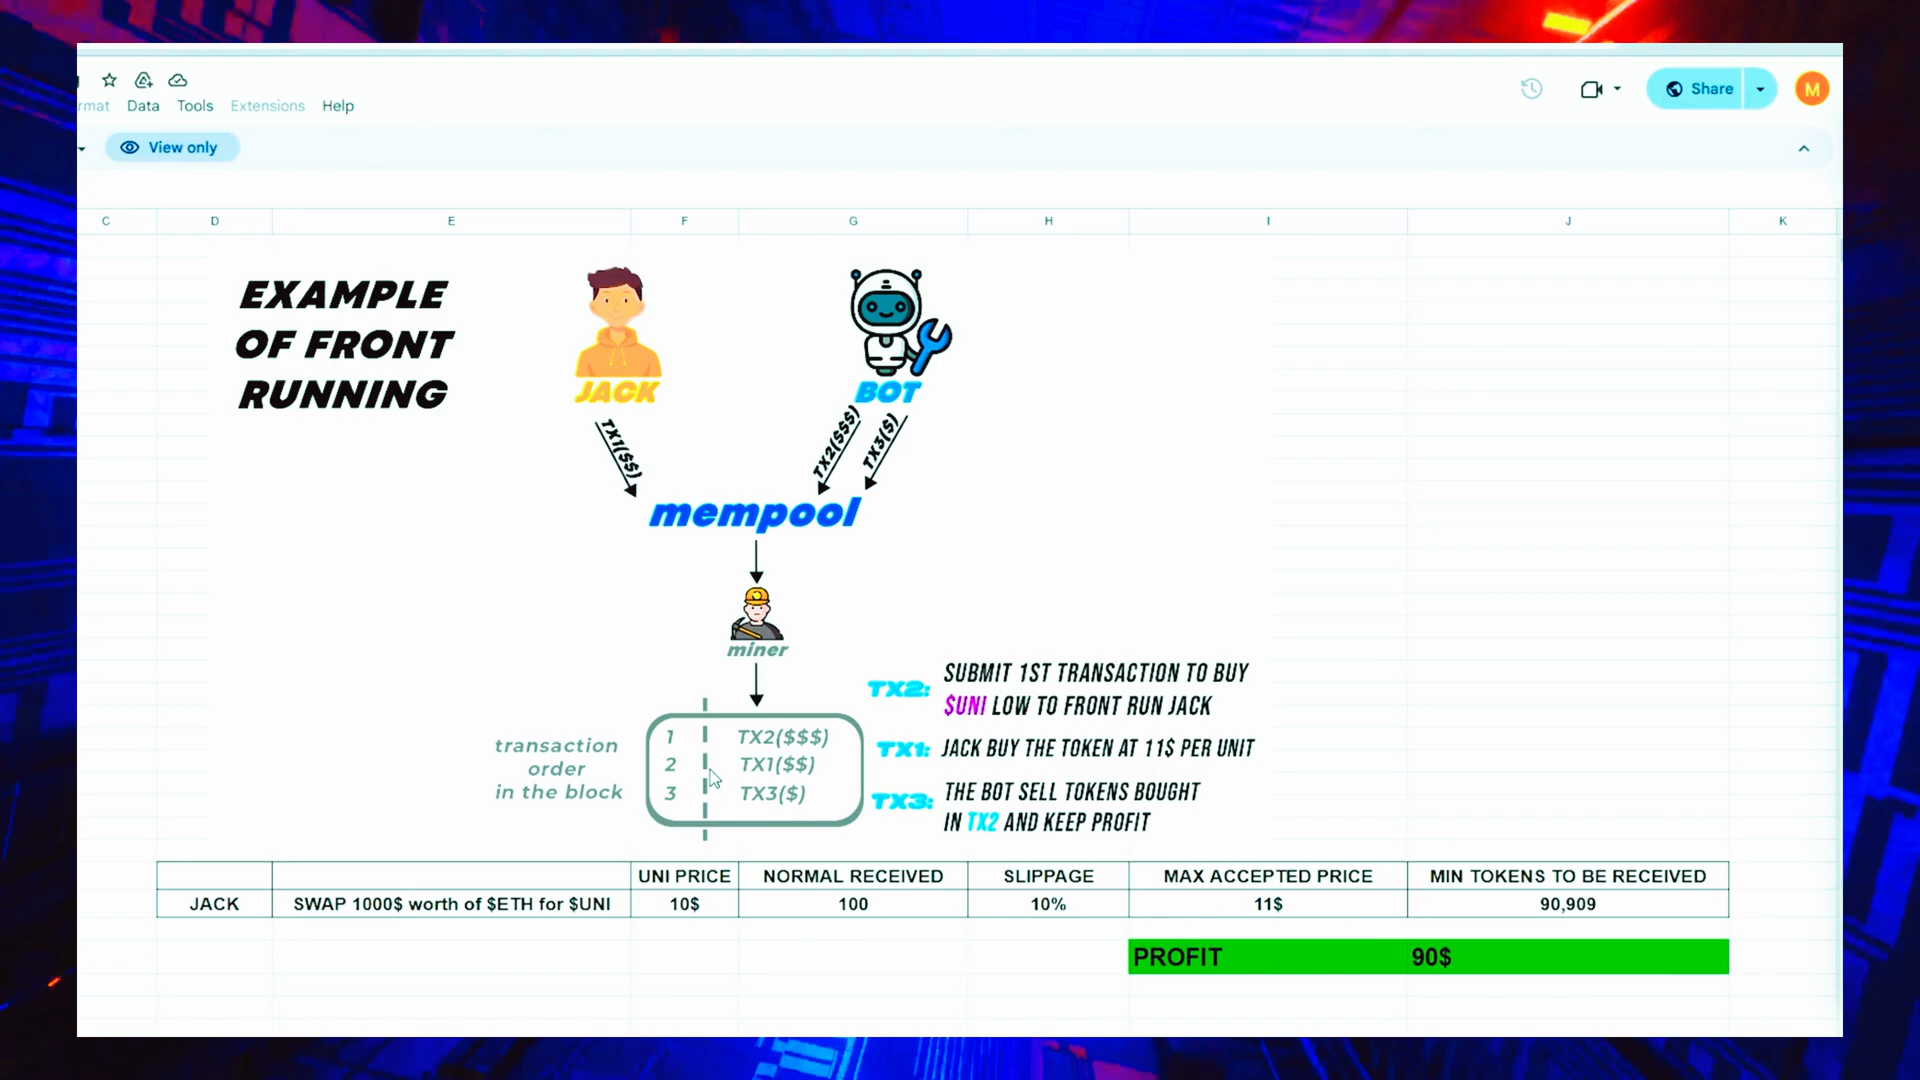 rmat Data Tools Extensions Help
Share
M
View only
C D E F G H I J K
EXAMPLE
OF FRONT
RUNNING
JACK
BOT
TX1($$)
TX2($$$)
TX3($)
mempool
miner
transaction
order
in the block
1 TX2($$$)
2 TX1($$)
3 TX3($)
TX2: SUBMIT 1ST TRANSACTION TO BUY
$UNI LOW TO FRONT RUN JACK
TX1: JACK BUY THE TOKEN AT 11$ PER UNIT
TX3: THE BOT SELL TOKENS BOUGHT
IN TX2 AND KEEP PROFIT
UNI PRICE NORMAL RECEIVED SLIPPAGE MAX ACCEPTED PRICE MIN TOKENS TO BE RECEIVED
JACK SWAP 1000$ worth of $ETH for $UNI 10$ 100 10% 11$ 90,909
PROFIT 90$